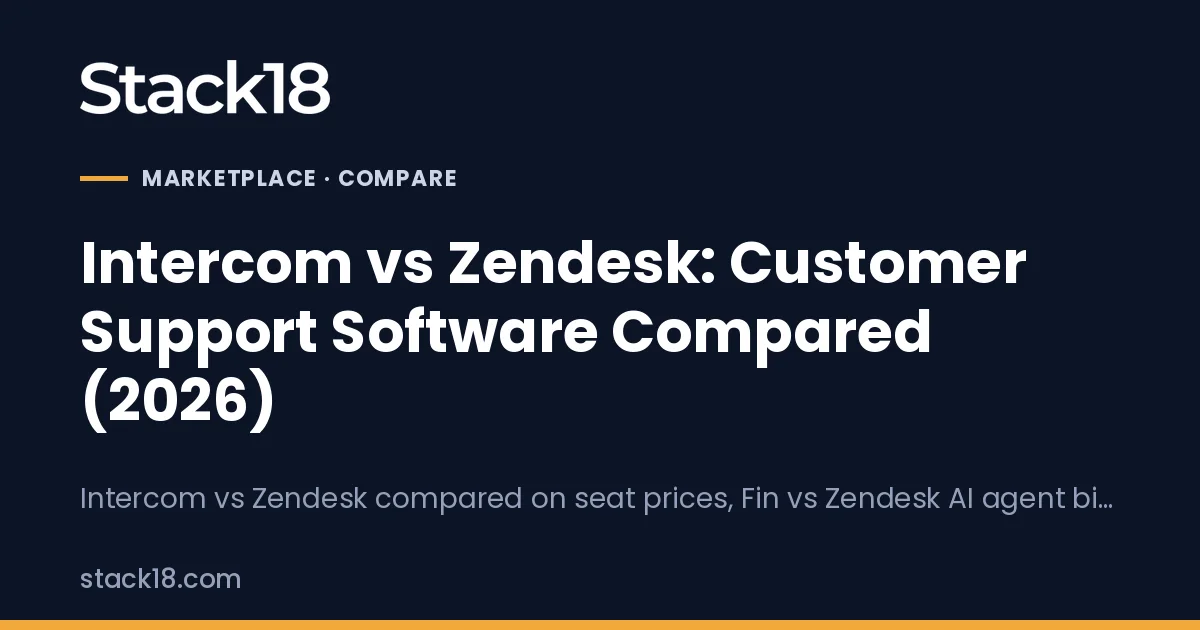 Stack18
MARKETPLACE · COMPARE
Intercom vs Zendesk: Customer
Support Software Compared
(2026)
Intercom vs Zendesk compared on seat prices, Fin vs Zendesk AI agent bi...
stack18.com